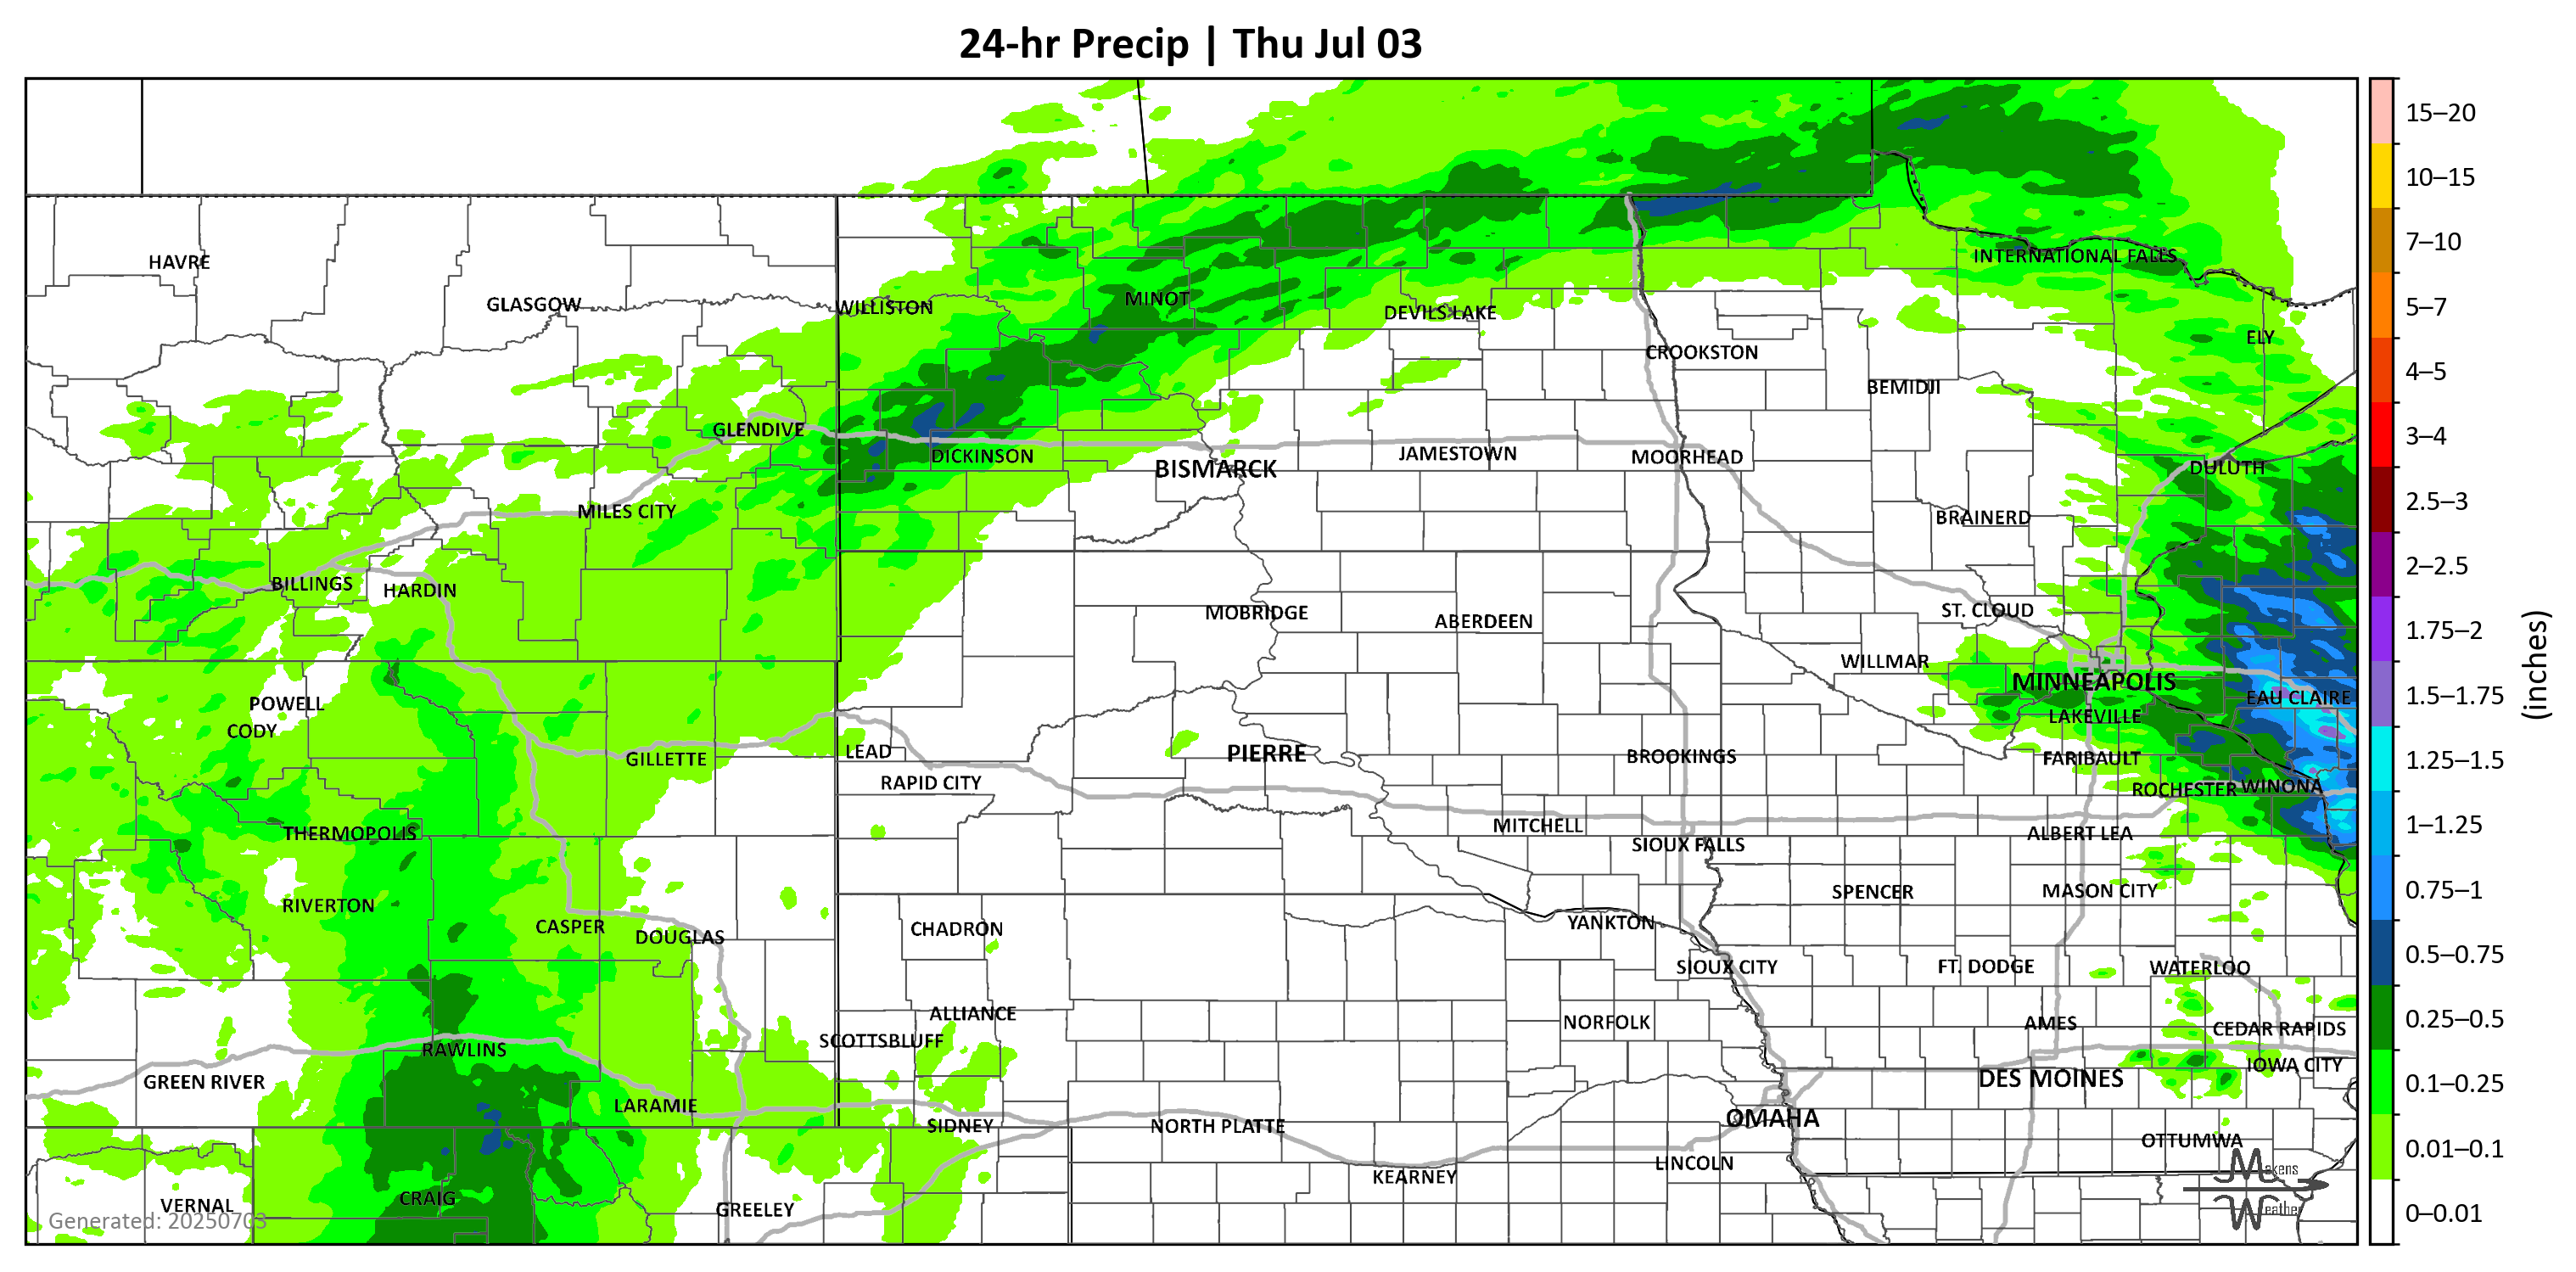 24-hr Precip | Thu Jul 03
15–20
10–15
7–10
5–7
4–5
3–4
2.5–3
2–2.5
1.75–2
1.5–1.75
1.25–1.5
1–1.25
0.75–1
0.5–0.75
0.25–0.5
0.1–0.25
0.01–0.1
0–0.01
(inches)
HAVRE
GLASGOW
WILLISTON
MINOT
DEVILS LAKE
INTERNATIONAL FALLS
ELY
CROOKSTON
BEMIDJI
GLENDIVE
DICKINSON
BISMARCK
JAMESTOWN
MOORHEAD
DULUTH
MILES CITY
BRAINERD
BILLINGS
HARDIN
MOBRIDGE
ABERDEEN
ST. CLOUD
WILLMAR
MINNEAPOLIS
EAU CLAIRE
POWELL
CODY
LAKEVILLE
GILLETTE
LEAD
PIERRE
BROOKINGS
FARIBAULT
RAPID CITY
ROCHESTER
WINONA
THERMOPOLIS
MITCHELL
SIOUX FALLS
ALBERT LEA
RIVERTON
CASPER
DOUGLAS
CHADRON
YANKTON
SPENCER
MASON CITY
SIOUX CITY
FT. DODGE
WATERLOO
ALLIANCE
SCOTTSBLUFF
NORFOLK
AMES
CEDAR RAPIDS
RAWLINS
GREEN RIVER
IOWA CITY
DES MOINES
LARAMIE
SIDNEY
NORTH PLATTE
OMAHA
OTTUMWA
KEARNEY
LINCOLN
VERNAL
CRAIG
GREELEY
Generated: 20250703
Makens
Weather